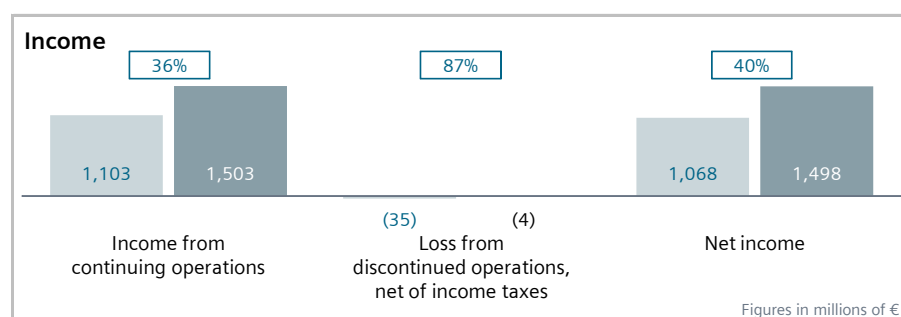 Income
36%
87%
40%
1,103
1,503
1,068
1,498
(35)
(4)
Income from
continuing operations
Loss from
discontinued operations,
net of income taxes
Net income
Figures in millions of €